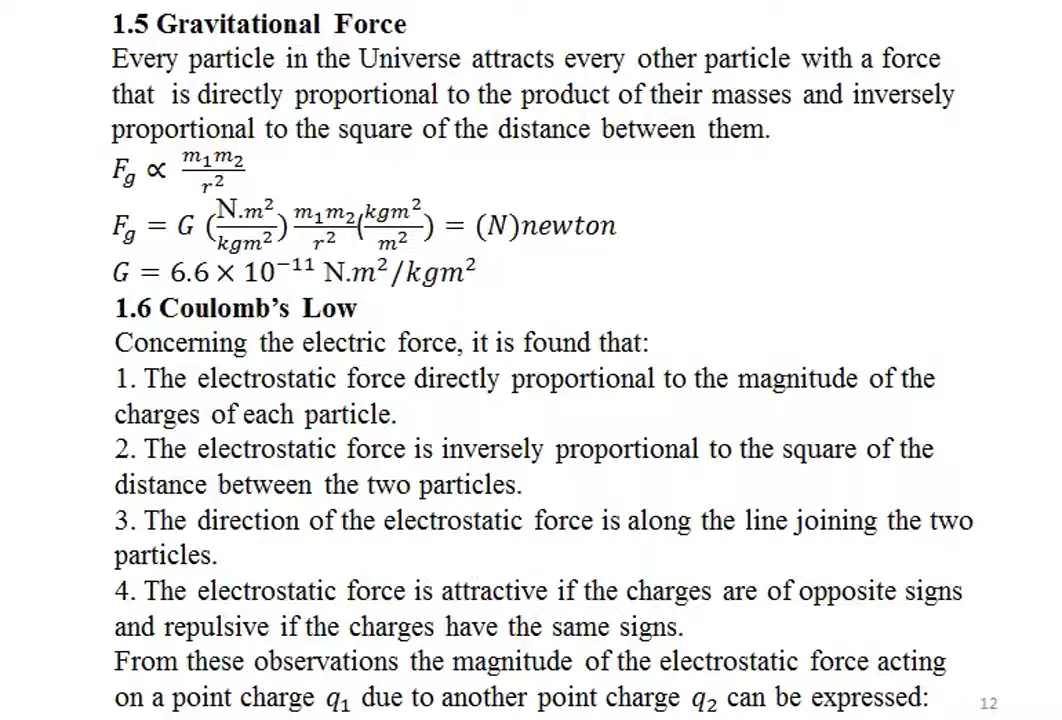 1.5 Gravitational Force
Every particle in the Universe attracts every other particle with a force
that is directly proportional to the product of their masses and inversely
proportional to the square of the distance between them.
F_g ∝ m₁m₂/r²
F_g = G (N.m²/kgm²) m₁m₂/r² (kgm²/m²) = (N)newton
G = 6.6 × 10⁻¹¹ N.m²/kgm²
1.6 Coulomb's Low
Concerning the electric force, it is found that:
1. The electrostatic force directly proportional to the magnitude of the
charges of each particle.
2. The electrostatic force is inversely proportional to the square of the
distance between the two particles.
3. The direction of the electrostatic force is along the line joining the two
particles.
4. The electrostatic force is attractive if the charges are of opposite signs
and repulsive if the charges have the same signs.
From these observations the magnitude of the electrostatic force acting
on a point charge q₁ due to another point charge q₂ can be expressed:
12